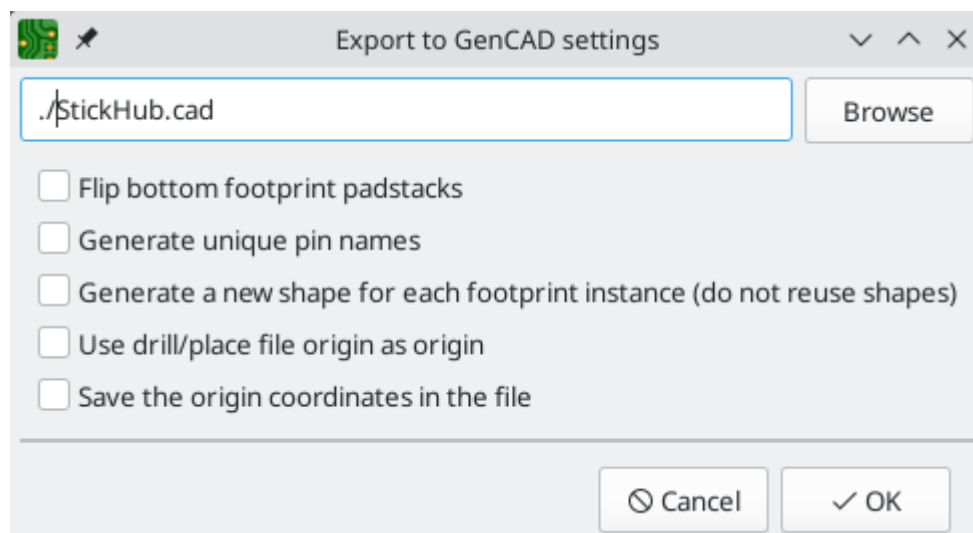 Export to GenCAD settings
./StickHub.cad
Browse
Flip bottom footprint padstacks
Generate unique pin names
Generate a new shape for each footprint instance (do not reuse shapes)
Use drill/place file origin as origin
Save the origin coordinates in the file
Cancel
OK